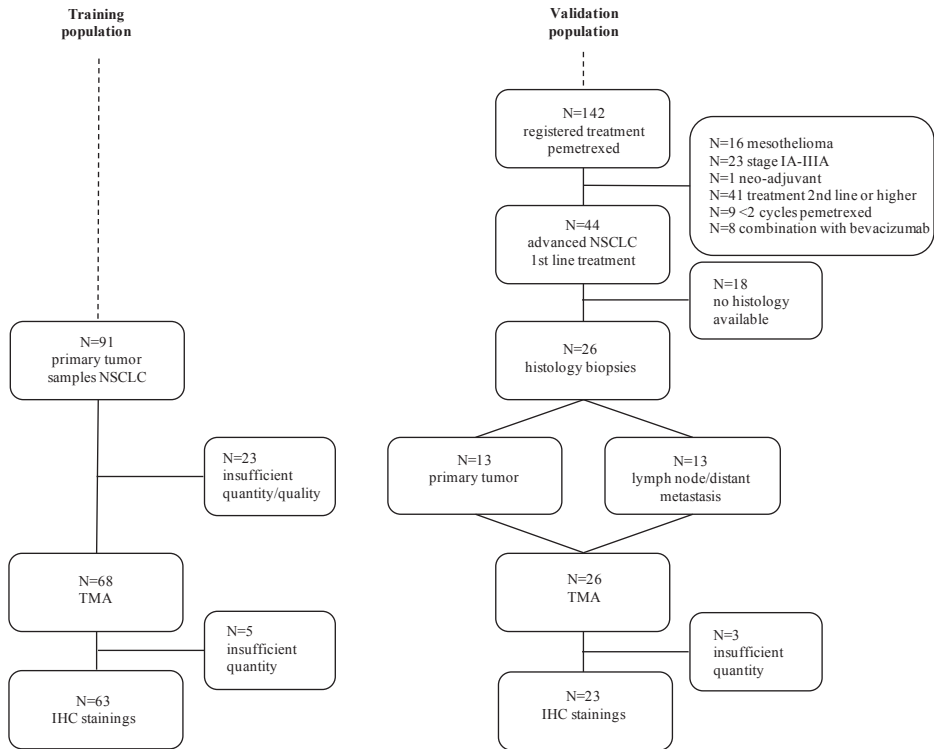 Training
population
N=91
primary tumor
samples NSCLC
N=23
insufficient
quantity/quality
N=68
TMA
N=5
insufficient
quantity
N=63
IHC stainings
Validation
population
N=142
registered treatment
pemetrexed
N=16 mesothelioma
N=23 stage IA-IIIA
N=1 neo-adjuvant
N=41 treatment 2nd line or higher
N=9 <2 cycles pemetrexed
N=8 combination with bevacizumab
N=44
advanced NSCLC
1st line treatment
N=18
no histology
available
N=26
histology biopsies
N=13
primary tumor
N=13
lymph node/distant
metastasis
N=26
TMA
N=3
insufficient
quantity
N=23
IHC stainings